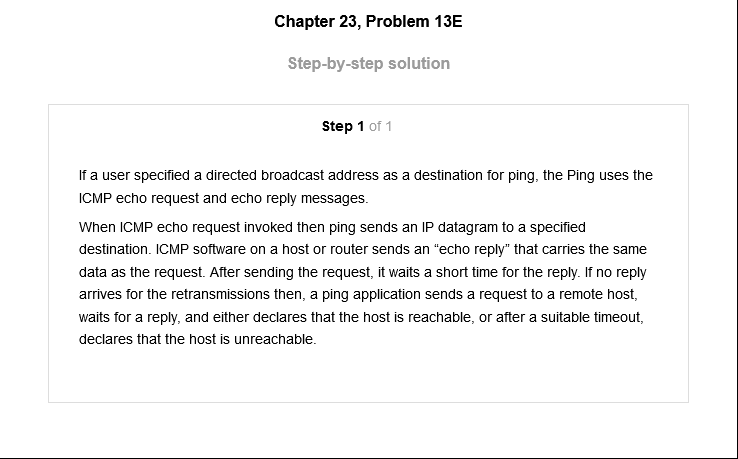 Chapter 23, Problem 13E
Step-by-step solution
Step 1 of 1
If a user specified a directed broadcast address as a destination for ping, the Ping uses the
ICMP echo request and echo reply messages.
When ICMP echo request invoked then ping sends an IP datagram to a specified
destination. ICMP software on a host or router sends an “echo reply” that carries the same
data as the request. After sending the request, it waits a short time for the reply. If no reply
arrives for the retransmissions then, a ping application sends a request to a remote host,
waits for a reply, and either declares that the host is reachable, or after a suitable timeout,
declares that the host is unreachable.